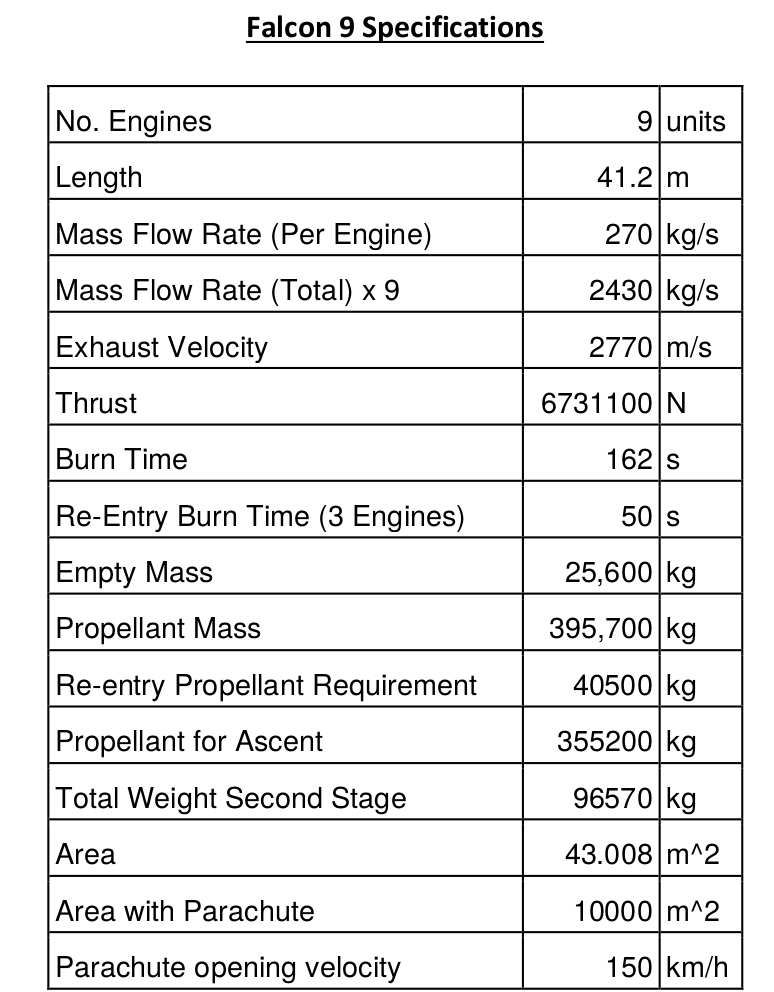 Falcon 9 Specifications
No. Engines 9 units
Length 41.2 m
Mass Flow Rate (Per Engine) 270 kg/s
Mass Flow Rate (Total) x 9 2430 kg/s
Exhaust Velocity 2770 m/s
Thrust 6731100 N
Burn Time 162 s
Re-Entry Burn Time (3 Engines) 50 s
Empty Mass 25,600 kg
Propellant Mass 395,700 kg
Re-entry Propellant Requirement 40500 kg
Propellant for Ascent 355200 kg
Total Weight Second Stage 96570 kg
Area 43.008 m^2
Area with Parachute 10000 m^2
Parachute opening velocity 150 km/h